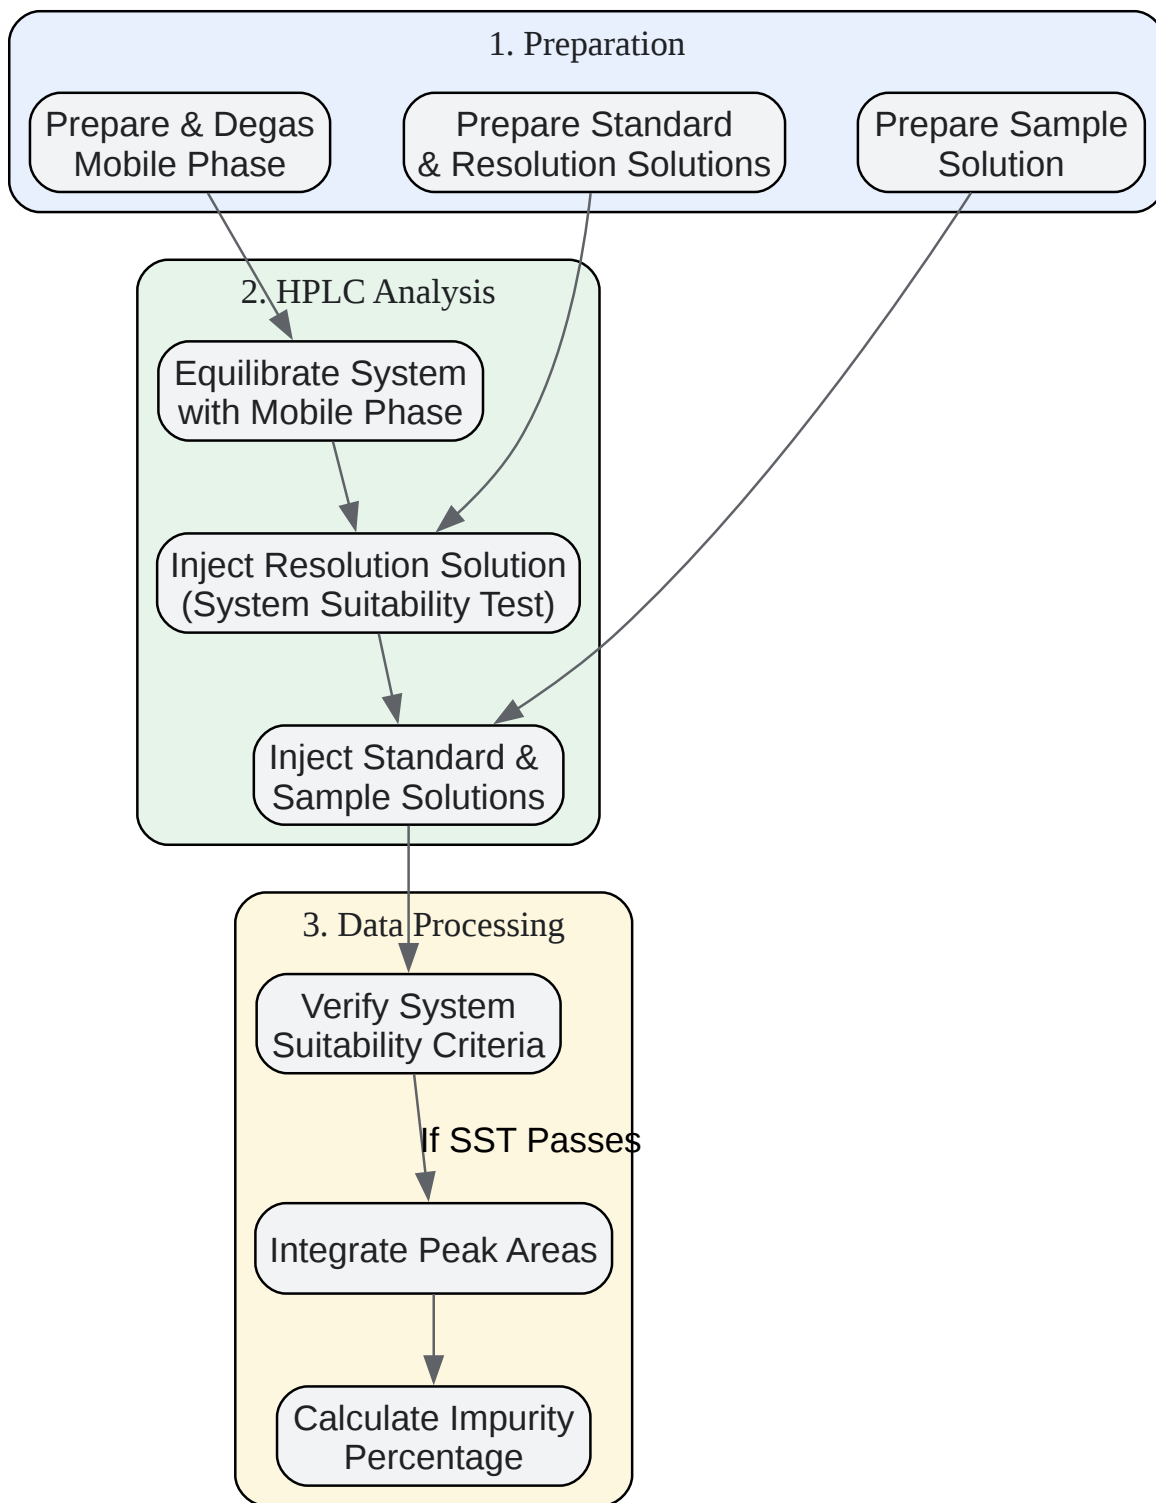 1. Preparation
Prepare & Degas
Mobile Phase
Prepare Standard
& Resolution Solutions
Prepare Sample
Solution
2. HPLC Analysis
Equilibrate System
with Mobile Phase
Inject Resolution Solution
(System Suitability Test)
Inject Standard &
Sample Solutions
3. Data Processing
Verify System
Suitability Criteria
If SST Passes
Integrate Peak Areas
Calculate Impurity
Percentage